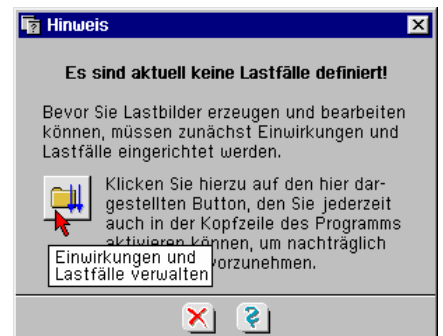 Hinweis
Es sind aktuell keine Lastfälle definiert!
Bevor Sie Lastbilder erzeugen und bearbeiten
können, müssen zunächst Einwirkungen und
Lastfälle eingerichtet werden.
Klicken Sie hierzu auf den hier dar-
gestellten Button, den Sie jederzeit
auch in der Kopfzeile des Programms
aktivieren können, um nachträglich
vorzunehmen.
Einwirkungen und
Lastfälle verwalten